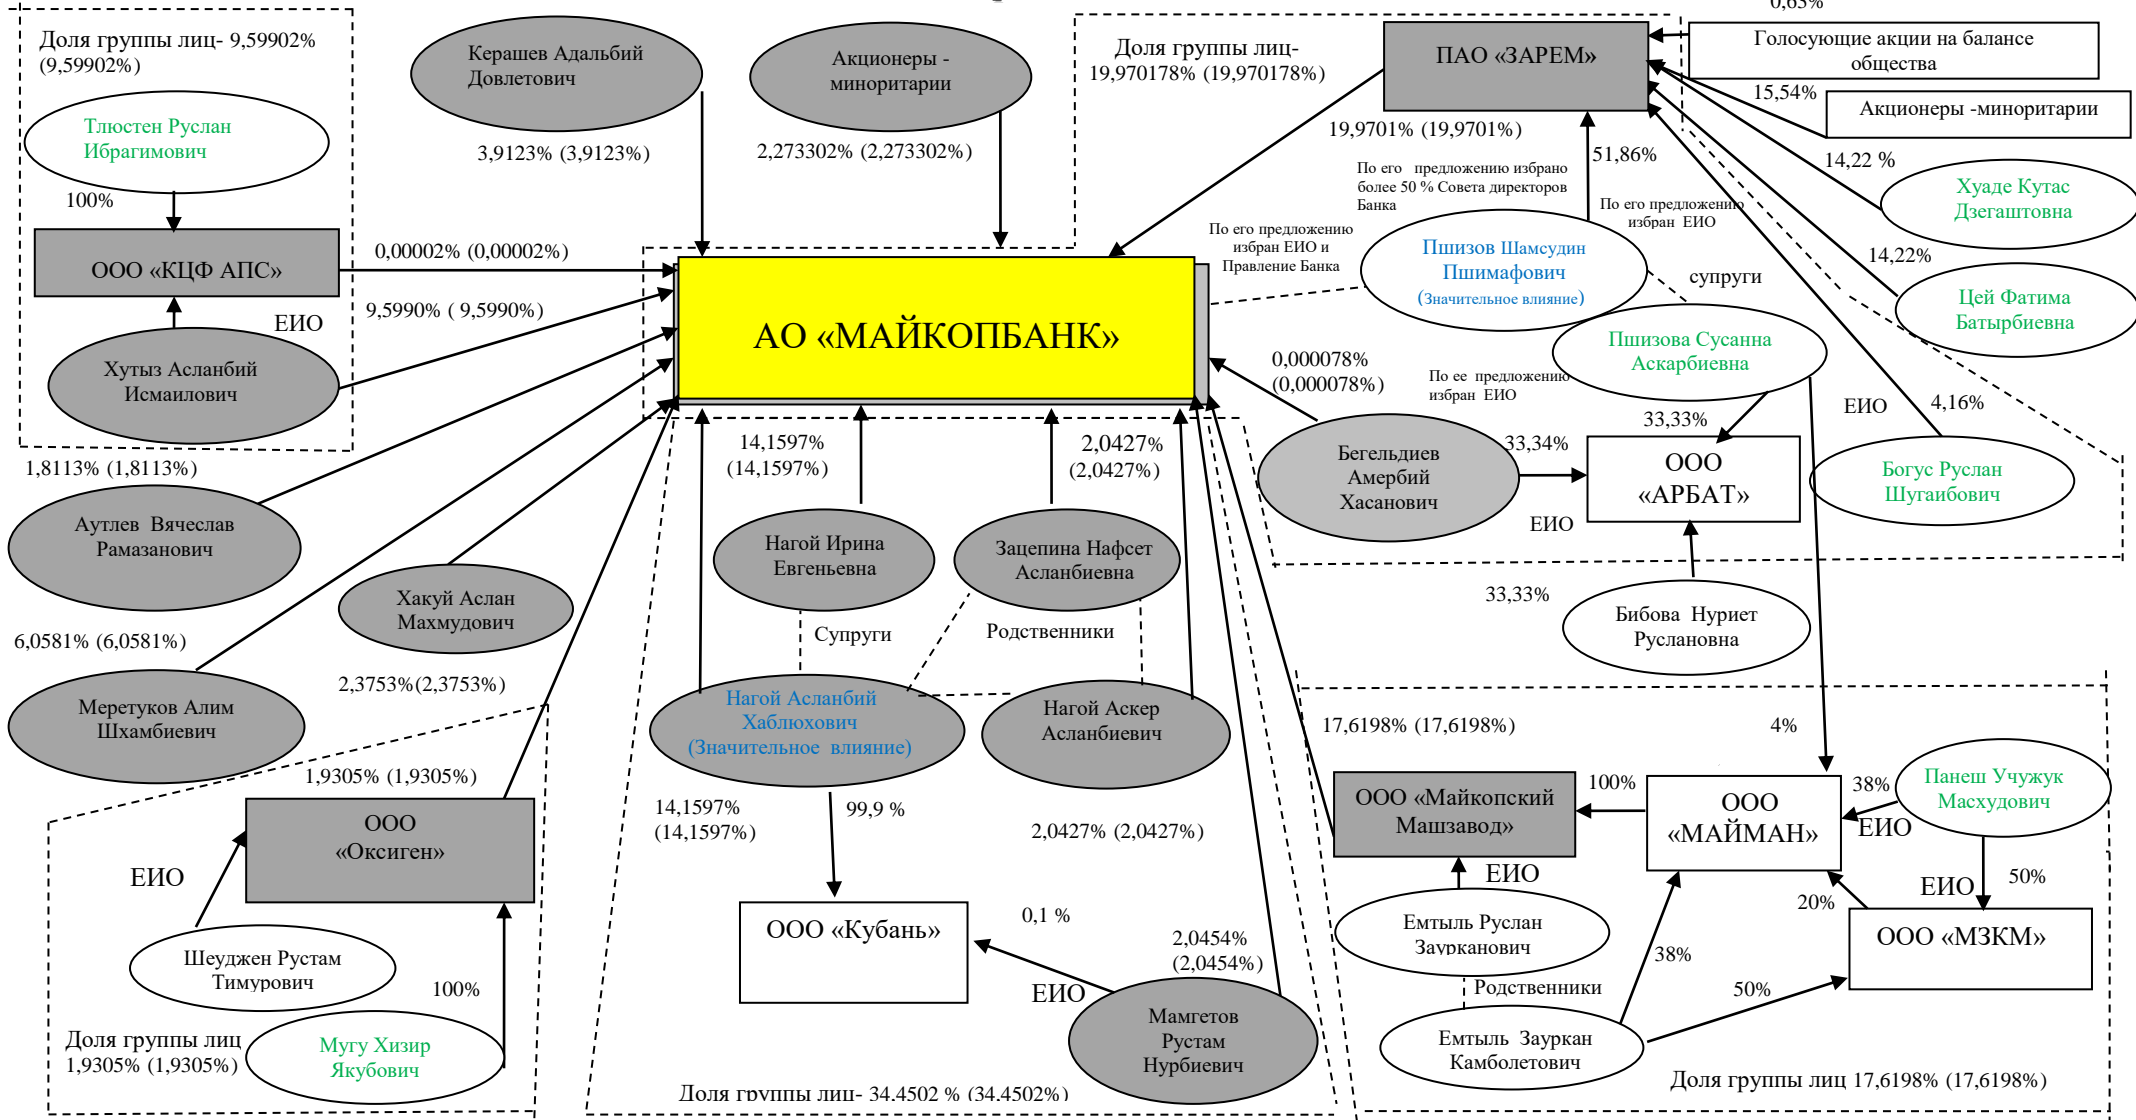 0,63%
Доля группы лиц- 9,59902%
(9,59902%)
Тлюстен Руслан
Ибрагимович
100%
ООО «КЦФ АПС»
ЕИО
Хутыз Асланбий
Исмаилович
0,00002% (0,00002%)
9,5990% ( 9,5990%)
Керашев Адальбий
Довлетович
3,9123% (3,9123%)
Акционеры -
миноритарии
2,273302% (2,273302%)
Доля группы лиц-
19,970178% (19,970178%)
ПАО «ЗАРЕМ»
19,9701% (19,9701%)
Голосующие акции на балансе
общества
15,54%
Акционеры -миноритарии
14,22 %
Хуаде Кутас
Дзегаштовна
14,22%
Цей Фатима
Батырбиевна
51,86%
По его предложению избрано
более 50 % Совета директоров
Банка
По его предложению
избран ЕИО
По его предложению
избран ЕИО и
Правление Банка
Пшизов Шамсудин
Пшимафович
(Значительное влияние)
супруги
Пшизова Сусанна
Аскарбиевна
АО «МАЙКОПБАНК»
0,000078%
(0,000078%)
По ее предложению
избран ЕИО
33,33%
ЕИО
4,16%
Богус Руслан
Шугаибович
Бегельдиев
Амербий
Хасанович
33,34%
ЕИО
ООО
«АРБАТ»
33,33%
Бибова Нуриет
Руслановна
1,8113% (1,8113%)
Аутлев Вячеслав
Рамазанович
6,0581% (6,0581%)
Меретуков Алим
Шхамбиевич
Хакуй Аслан
Махмудович
2,3753%(2,3753%)
14,1597%
(14,1597%)
2,0427%
(2,0427%)
Нагой Ирина
Евгеньевна
Зацепина Нафсет
Асланбиевна
Супруги
Родственники
Нагой Асланбий
Хаблюхович
(Значительное влияние)
Нагой Аскер
Асланбиевич
14,1597%
(14,1597%)
99,9 %
2,0427% (2,0427%)
ООО «Кубань»
0,1 %
ЕИО
2,0454%
(2,0454%)
Мамгетов
Рустам
Нурбиевич
Доля группы лиц- 34.4502 % (34.4502%)
1,9305% (1,9305%)
ООО
«Оксиген»
ЕИО
Шеуджен Рустам
Тимурович
100%
Мугу Хизир
Якубович
Доля группы лиц
1,9305% (1,9305%)
17,6198% (17,6198%)
4%
ООО «Майкопский
Машзавод»
100%
ООО
«МАЙМАН»
38%
ЕИО
Панеш Учужук
Масхудович
ЕИО
50%
20%
ООО «МЗКМ»
ЕИО
Емтыль Руслан
Заурканович
Родственники
38%
50%
Емтыль Зауркан
Камболетович
Доля группы лиц 17,6198% (17,6198%)